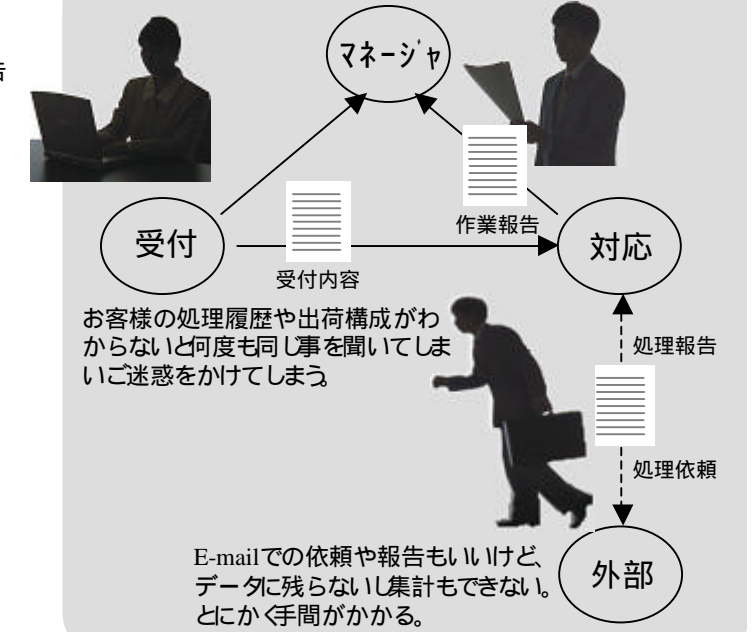 告
マネージャ
作業報告
受付
対応
受付内容
お客様の処理履歴や出荷構成がわ
からないと何度も同じ事を聞いてしま
いご迷惑をかけてしまう。
処理報告
処理依頼
E-mailでの依頼や報告もいいけど、
データに残らないし集計もできない。
とにかく手間がかかる。
外部